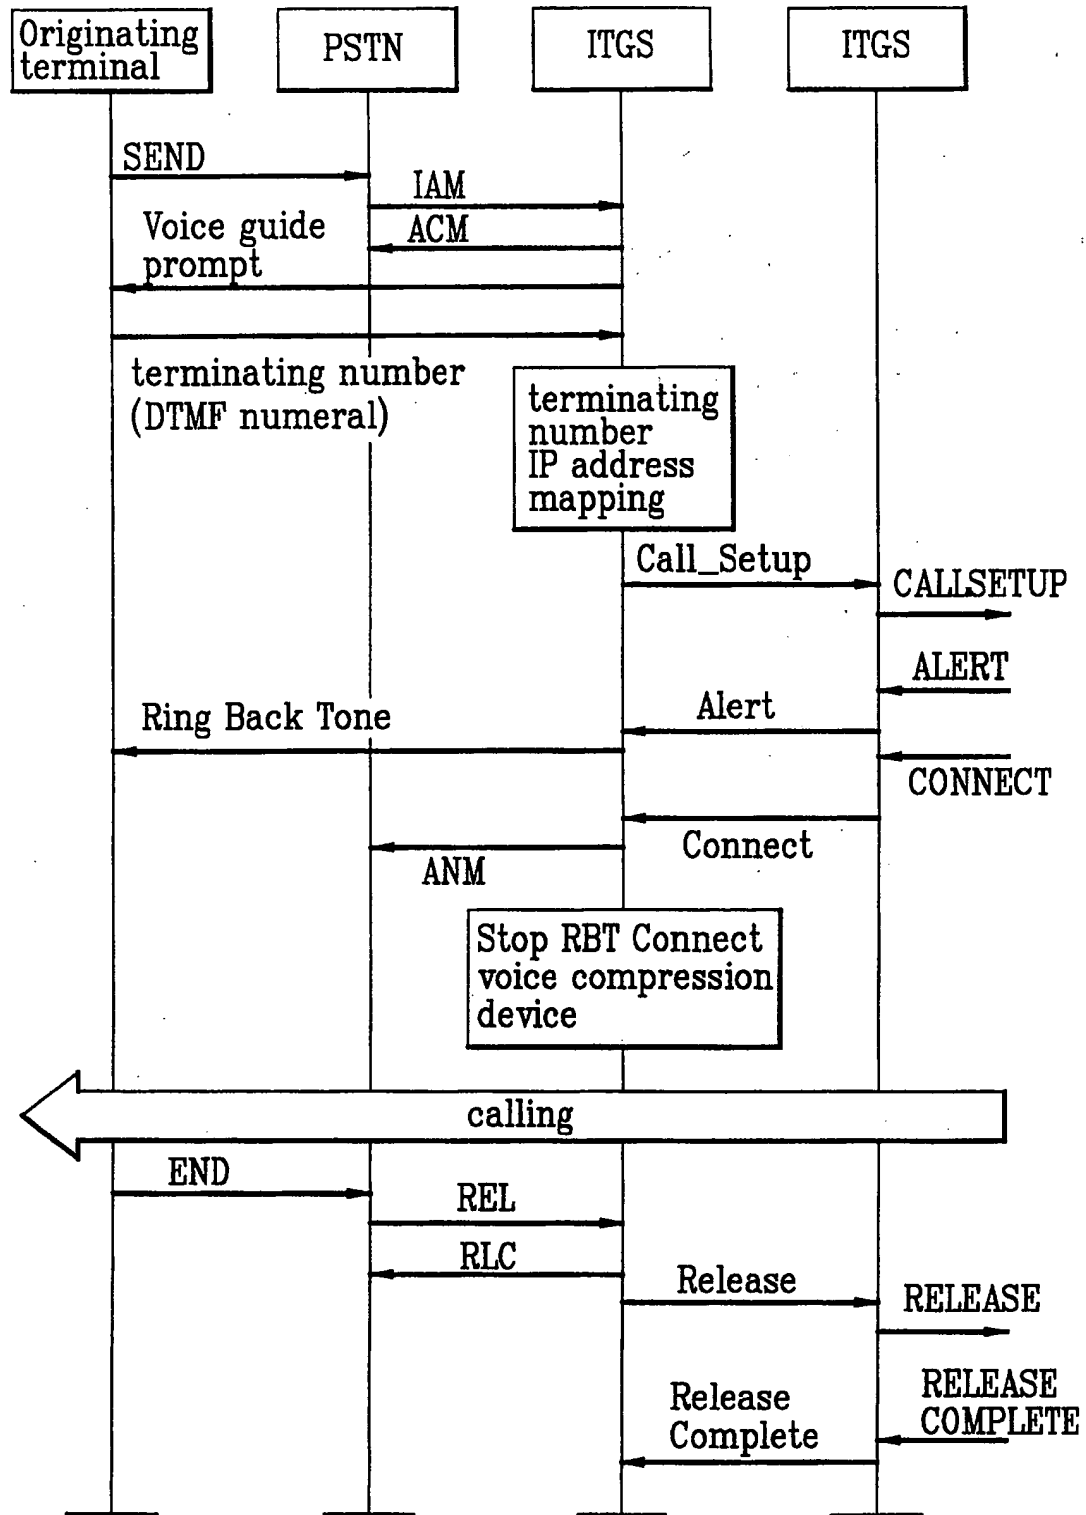 Originating
terminal
PSTN
ITGS
ITGS
SEND
IAM
ACM
Voice guide
prompt
terminating number
(DTMF numeral)
terminating
number
IP address
mapping
Call_Setup
CALLSETUP
ALERT
Alert
Ring Back Tone
CONNECT
Connect
ANM
Stop RBT Connect
voice compression
device
calling
END
REL
RLC
Release
RELEASE
RELEASE
COMPLETE
Release
Complete